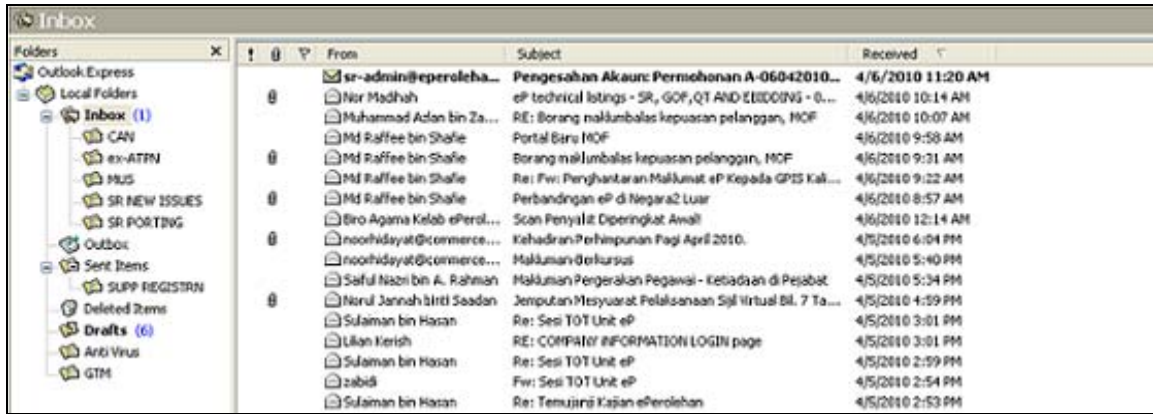 Inbox
Folders
Outlook Express
Local Folders
Inbox (1)
CAN
ex-ATPN
MUS
SR NEW ISSUES
SR PORTING
Outbox
Sent Items
SUPP REGISTRN
Deleted Items
Drafts (6)
Anti Virus
GTM
! From Subject Received
sr-admin@eperoleha... Pengesahan Akaun: Permohonan A-06042010... 4/6/2010 11:20 AM
Nor Madhah eP technical listings - SR, GOF,QT AND EBIDDING - 0... 4/6/2010 10:14 AM
Muhammad Azlan bin Za... RE: Borang maklumbalas kepuasan pelanggan, MOF 4/6/2010 10:07 AM
Md Raffee bin Shafie Portal Baru MOF 4/6/2010 9:58 AM
Md Raffee bin Shafie Borang maklumbalas kepuasan pelanggan, MOF 4/6/2010 9:31 AM
Md Raffee bin Shafie Re: Fw: Penghantaran Maklumat eP Kepada GPIS Kali... 4/6/2010 9:22 AM
Md Raffee bin Shafie Perbandingan eP di Negara2 Luar 4/6/2010 8:57 AM
Biro Agama Kelab ePerol... Scan Penyakit Diperingkat Awal! 4/6/2010 12:14 AM
noorhidayat@commerce... Kehadiran Perhimpunan Pagi April 2010. 4/5/2010 6:04 PM
noorhidayat@commerce... Makluman Berkursus 4/5/2010 5:40 PM
Saiful Nazri bin A. Rahman Makluman Pergerakan Pegawai - Ketiadaan di Pejabat 4/5/2010 5:34 PM
Norul Jannah binti Saadan Jemputan Mesyuarat Pelaksanaan Sijil Virtual Bil. 7 Ta... 4/5/2010 4:59 PM
Sulaiman bin Hasan Re: Sesi TOT Unit eP 4/5/2010 3:01 PM
Lilian Kerish RE: COMPANY INFORMATION LOGIN page 4/5/2010 3:01 PM
Sulaiman bin Hasan Re: Sesi TOT Unit eP 4/5/2010 2:59 PM
zabidi Fw: Sesi TOT Unit eP 4/5/2010 2:54 PM
Sulaiman bin Hasan Re: Temujanji Kajian ePerolehan 4/5/2010 2:53 PM